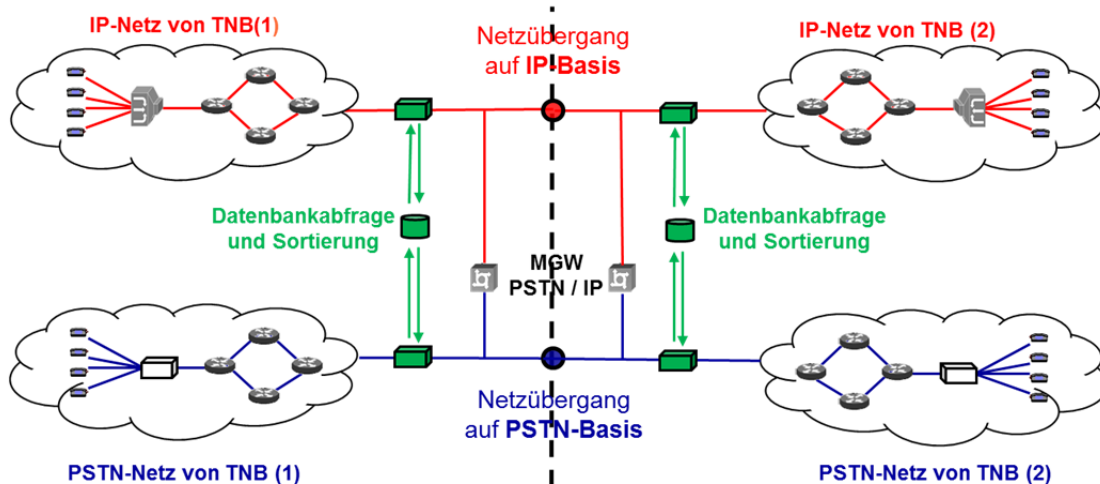 IP-Netz von TNB(1)
Netzübergang
auf IP-Basis
IP-Netz von TNB (2)
Datenbankabfrage
und Sortierung
Datenbankabfrage
und Sortierung
MGW
PSTN / IP
Netzübergang
auf PSTN-Basis
PSTN-Netz von TNB (1)
PSTN-Netz von TNB (2)